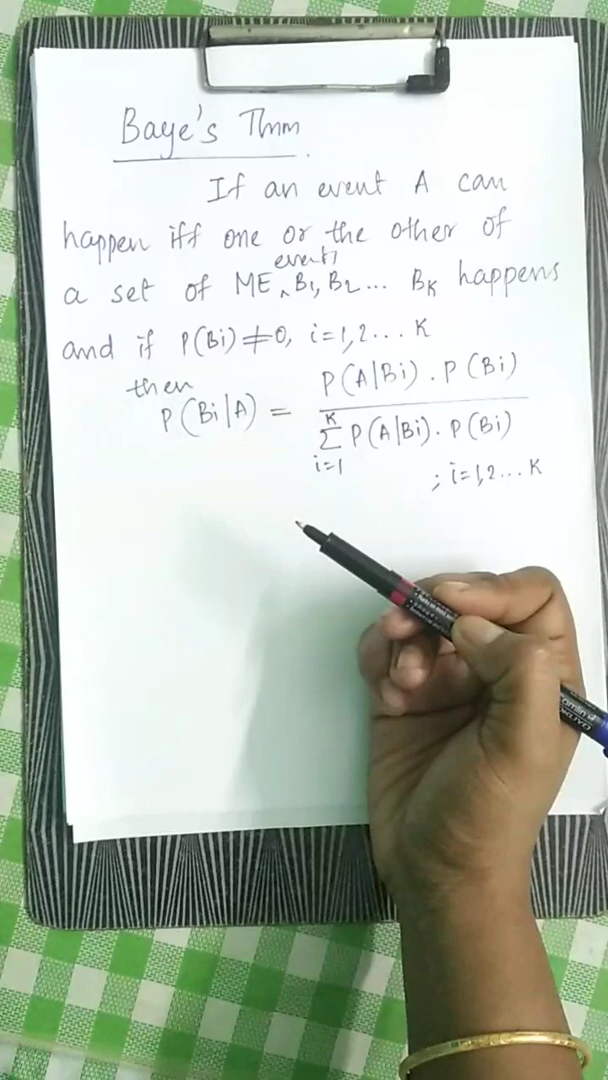 Baye's Thm
If an event A can
happen iff one or the other of
a set of ME events B1, B2... BK happens
and if P(Bi) ≠ 0, i=1,2... K
then
P(Bi|A) = P(A|Bi) . P(Bi)
K
Σ P(A|Bi) . P(Bi)
i=1
; i=1,2... K